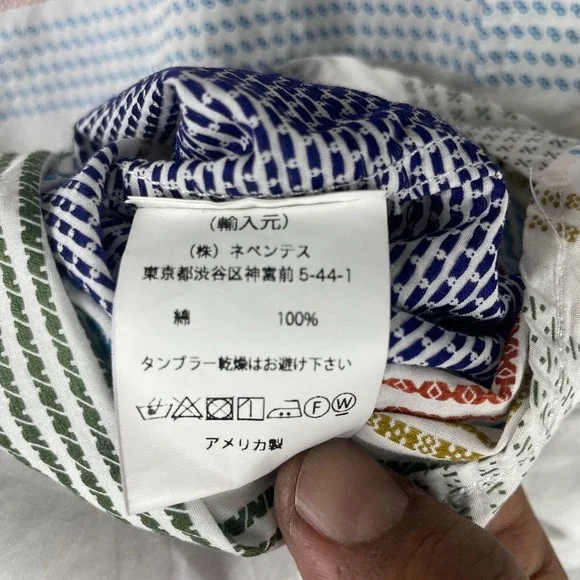 (輸入元)
(株) ネペンテス
東京都渋谷区神宮前 5-44-1
綿 100%
タンブラー乾燥はお避け下さい
F W
アメリカ製